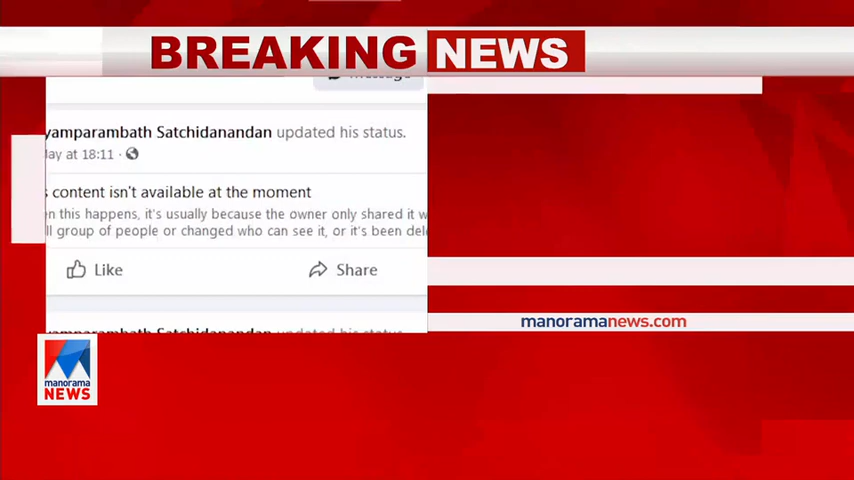 BREAKING NEWS
Message
yamparambath Satchidanandan updated his status.
ay at 18:11 ·
s content isn't available at the moment
en this happens, it's usually because the owner only shared it w
ll group of people or changed who can see it, or it's been del
Like Share
yamparambath Satchidanandan updated his status.
manoramanews.com
manorama
NEWS